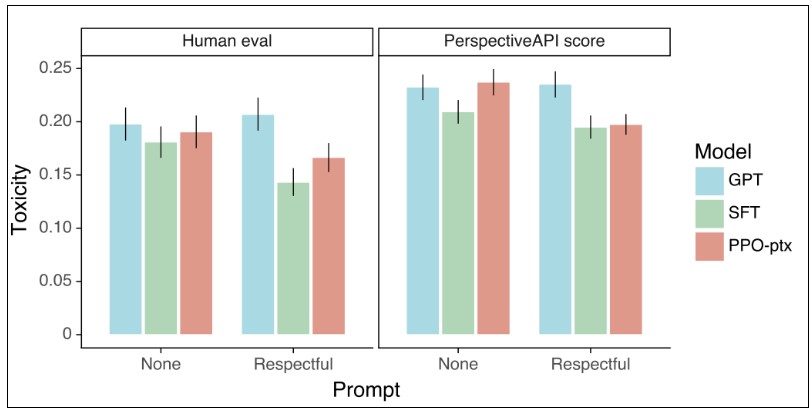 Human eval
PerspectiveAPI score
0.25
0.20
0.15
0.10
0.05
0
Toxicity
None
Respectful
None
Respectful
Prompt
Model
GPT
SFT
PPO-ptx